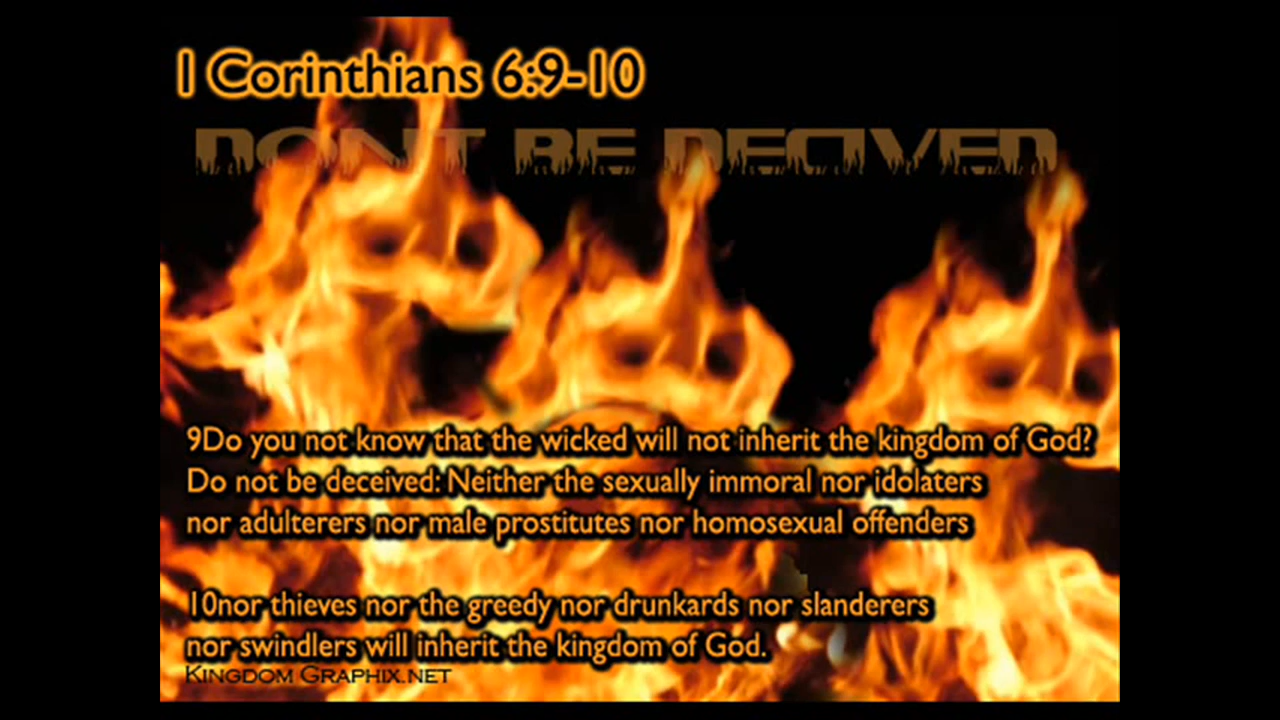 1 Corinthians 6:9-10
DON'T BE DECIVED
9Do you not know that the wicked will not inherit the kingdom of God?
Do not be deceived: Neither the sexually immoral nor idolaters
nor adulterers nor male prostitutes nor homosexual offenders
10nor thieves nor the greedy nor drunkards nor slanderers
nor swindlers will inherit the kingdom of God.
KINGDOM GRAPHIX.NET